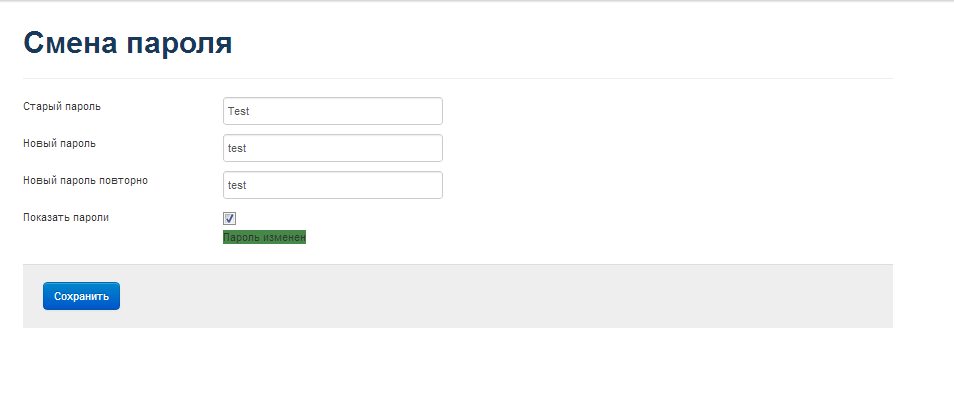 Смена пароля
Старый пароль Test
Новый пароль test
Новый пароль повторно test
Показать пароли
Пароль изменен
Сохранить